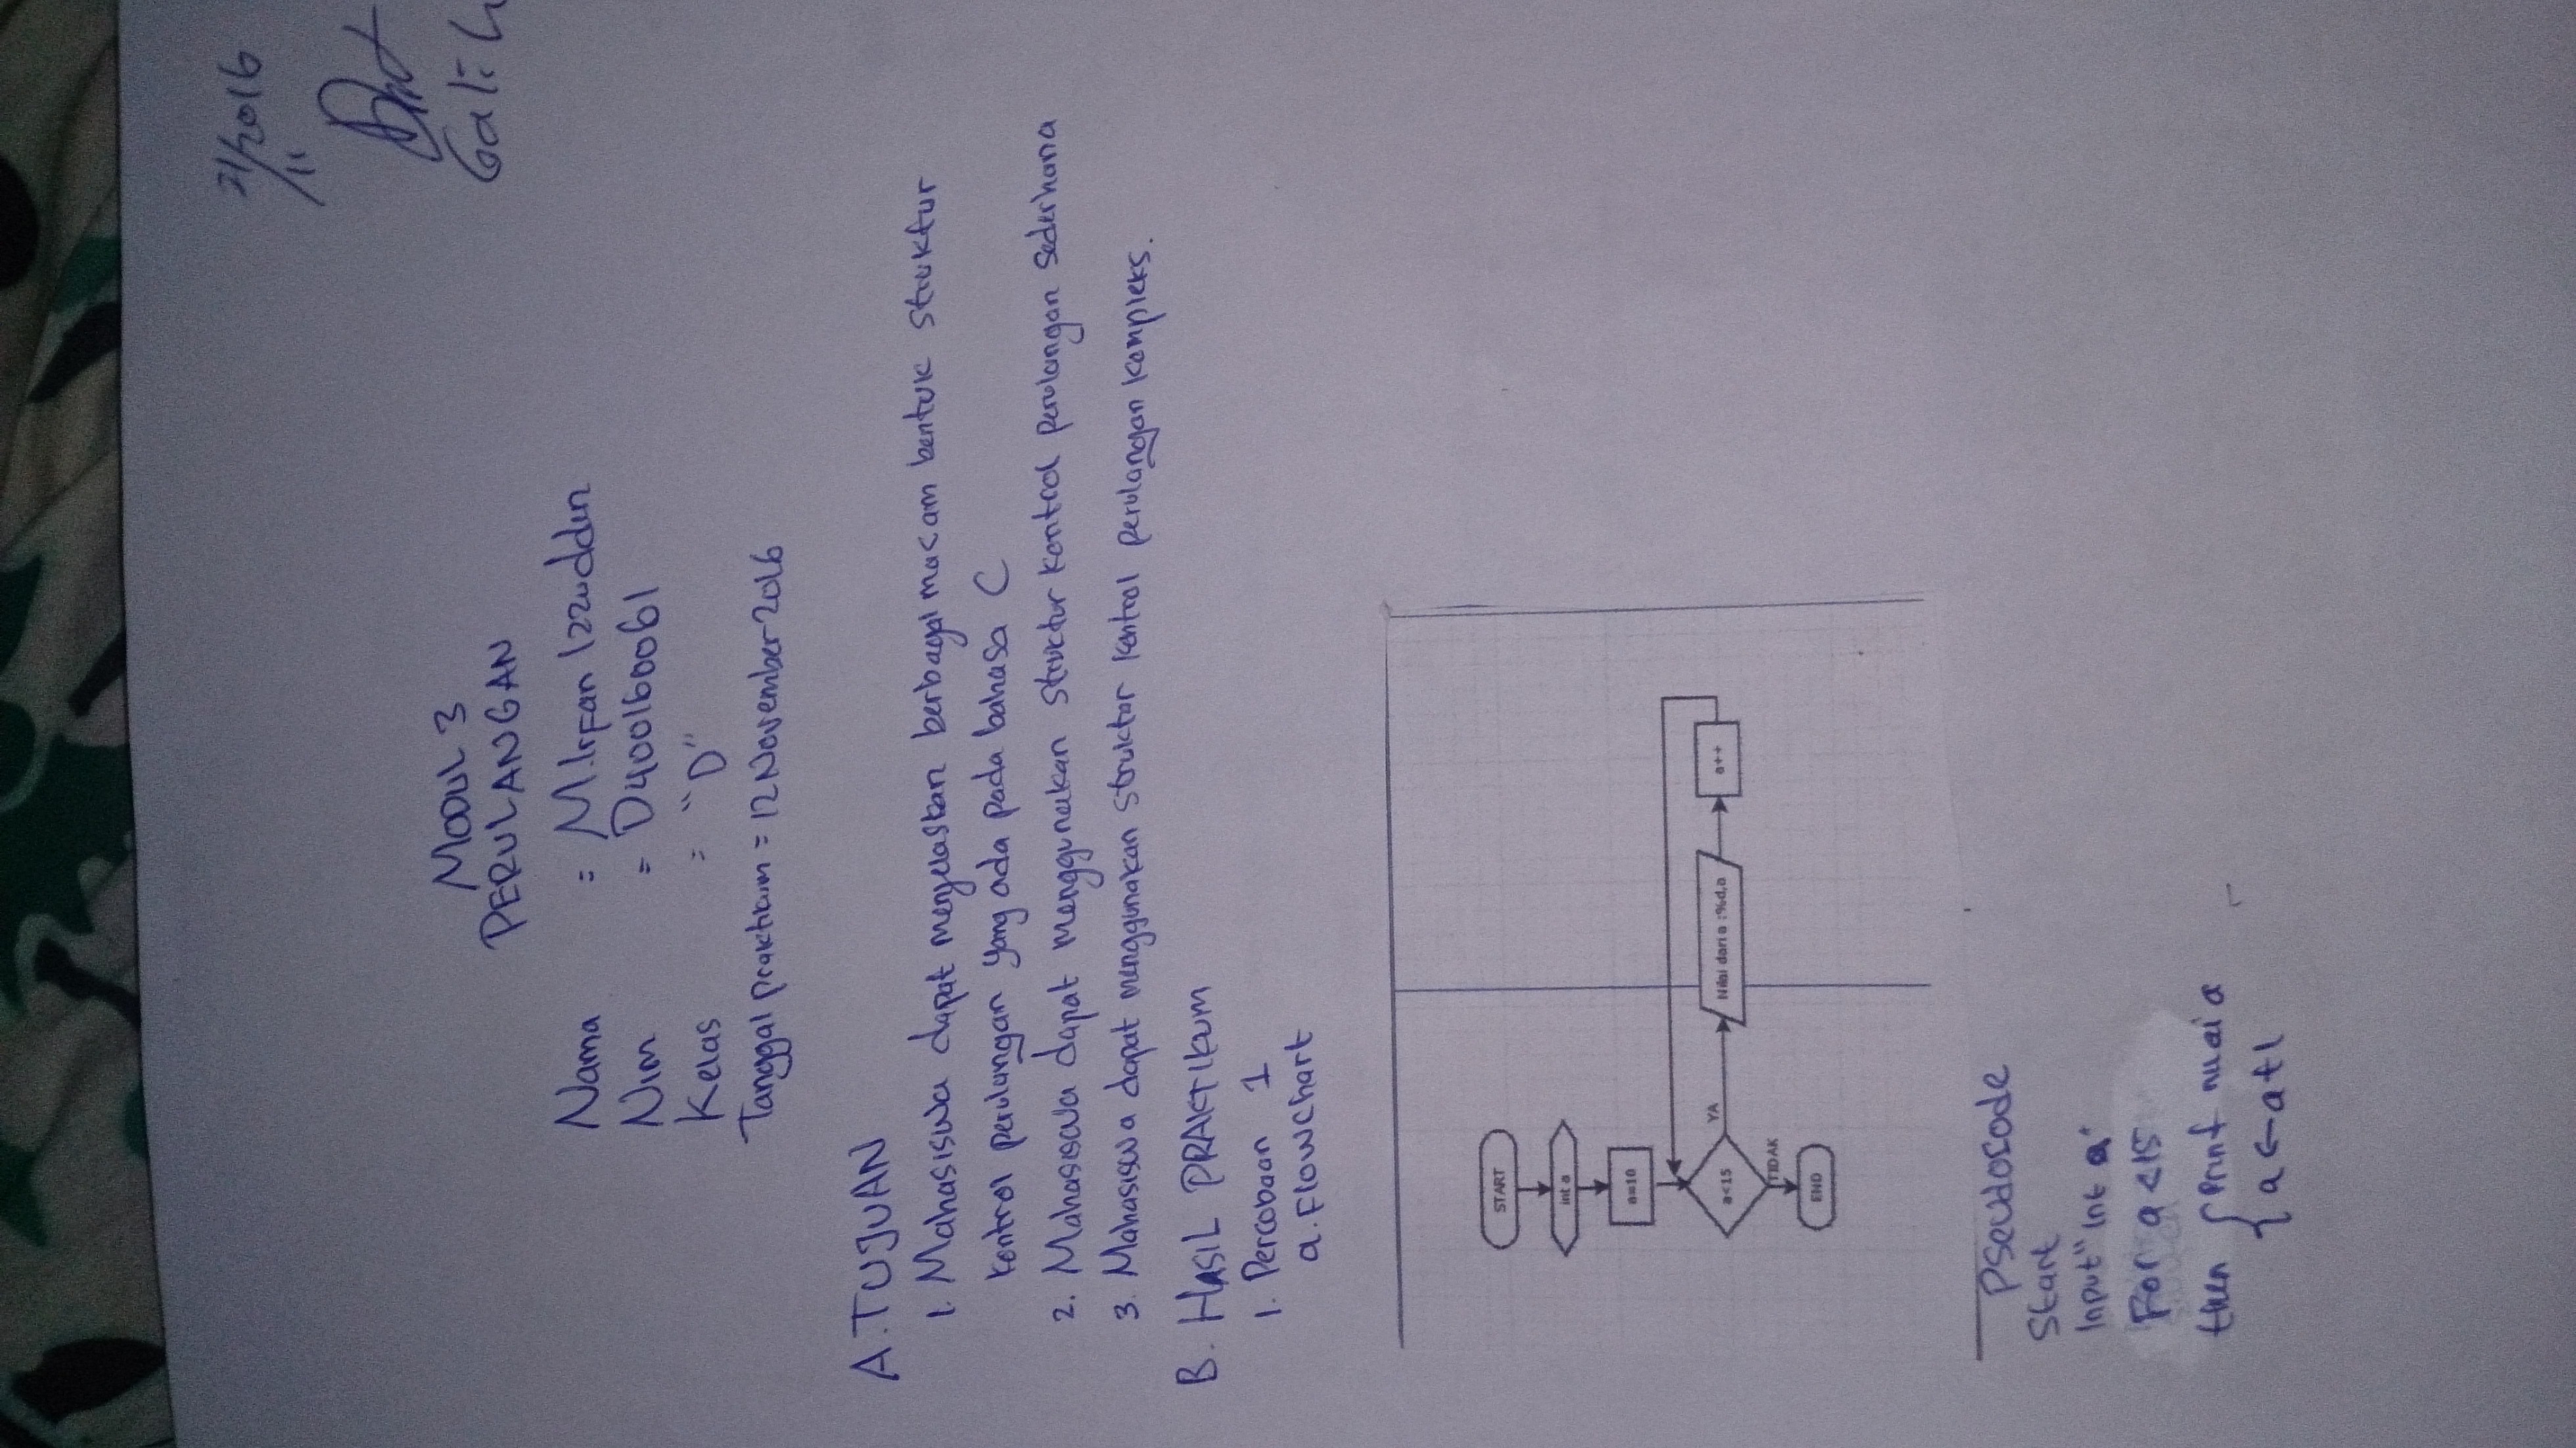 21/2016
11
Galih
MODUL 3
PERULANGAN
Nama = M.Irfan Izzuddin
Nim = D400160061
Kelas = "D"
Tanggal praktikum = 12 November 2016
A. TUJUAN
1. Mahasiswa dapat menjelaskan berbagai macam bentuk struktur
kontrol perulangan yang ada pada bahasa C
2. Mahasiswa dapat menggunakan struktur kontrol perulangan sederhana
3. Mahasiswa dapat menggunakan struktur kontrol perulangan kompleks.
B. HASIL PRAKTIKUM
1. Percobaan 1
a. Flowchart
START
int a
a=10
a<15
YA
Nilai dari a :%d,a
a++
TIDAK
END
Pseudocode
Start
Input "int a"
For a<15
then { Print nilai a
a ← a+1